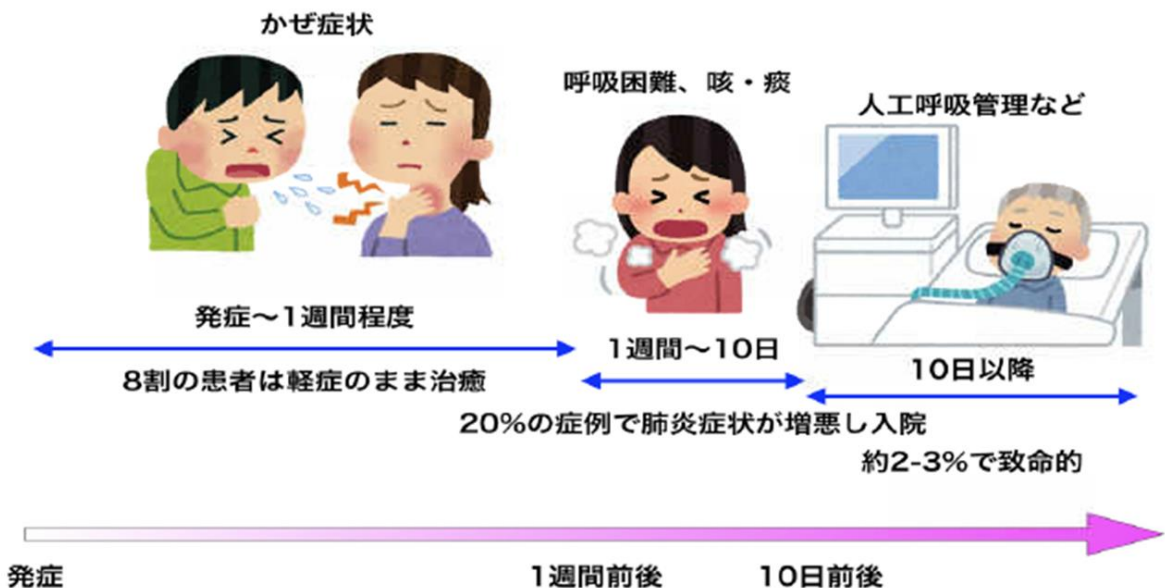 かぜ症状
呼吸困難、咳・痰
人工呼吸管理など
発症〜1週間程度
8割の患者は軽症のまま治癒
1週間〜10日
20%の症例で肺炎症状が増悪し入院
10日以降
約2-3%で致命的
発症
1週間前後
10日前後